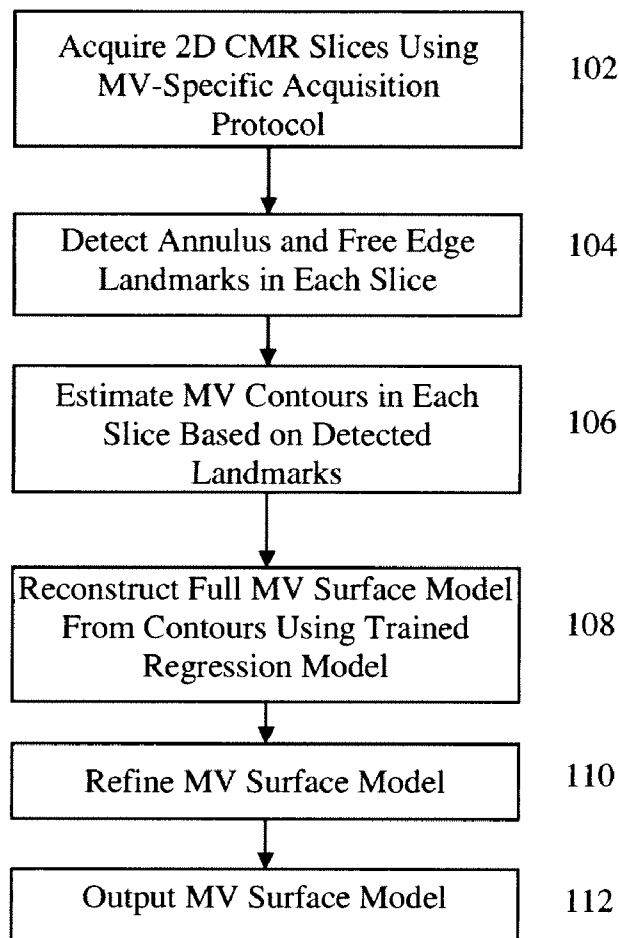 Acquire 2D CMR Slices Using
MV-Specific Acquisition
Protocol
102
Detect Annulus and Free Edge
Landmarks in Each Slice
104
Estimate MV Contours in Each
Slice Based on Detected
Landmarks
106
Reconstruct Full MV Surface Model
From Contours Using Trained
Regression Model
108
Refine MV Surface Model
110
Output MV Surface Model
112